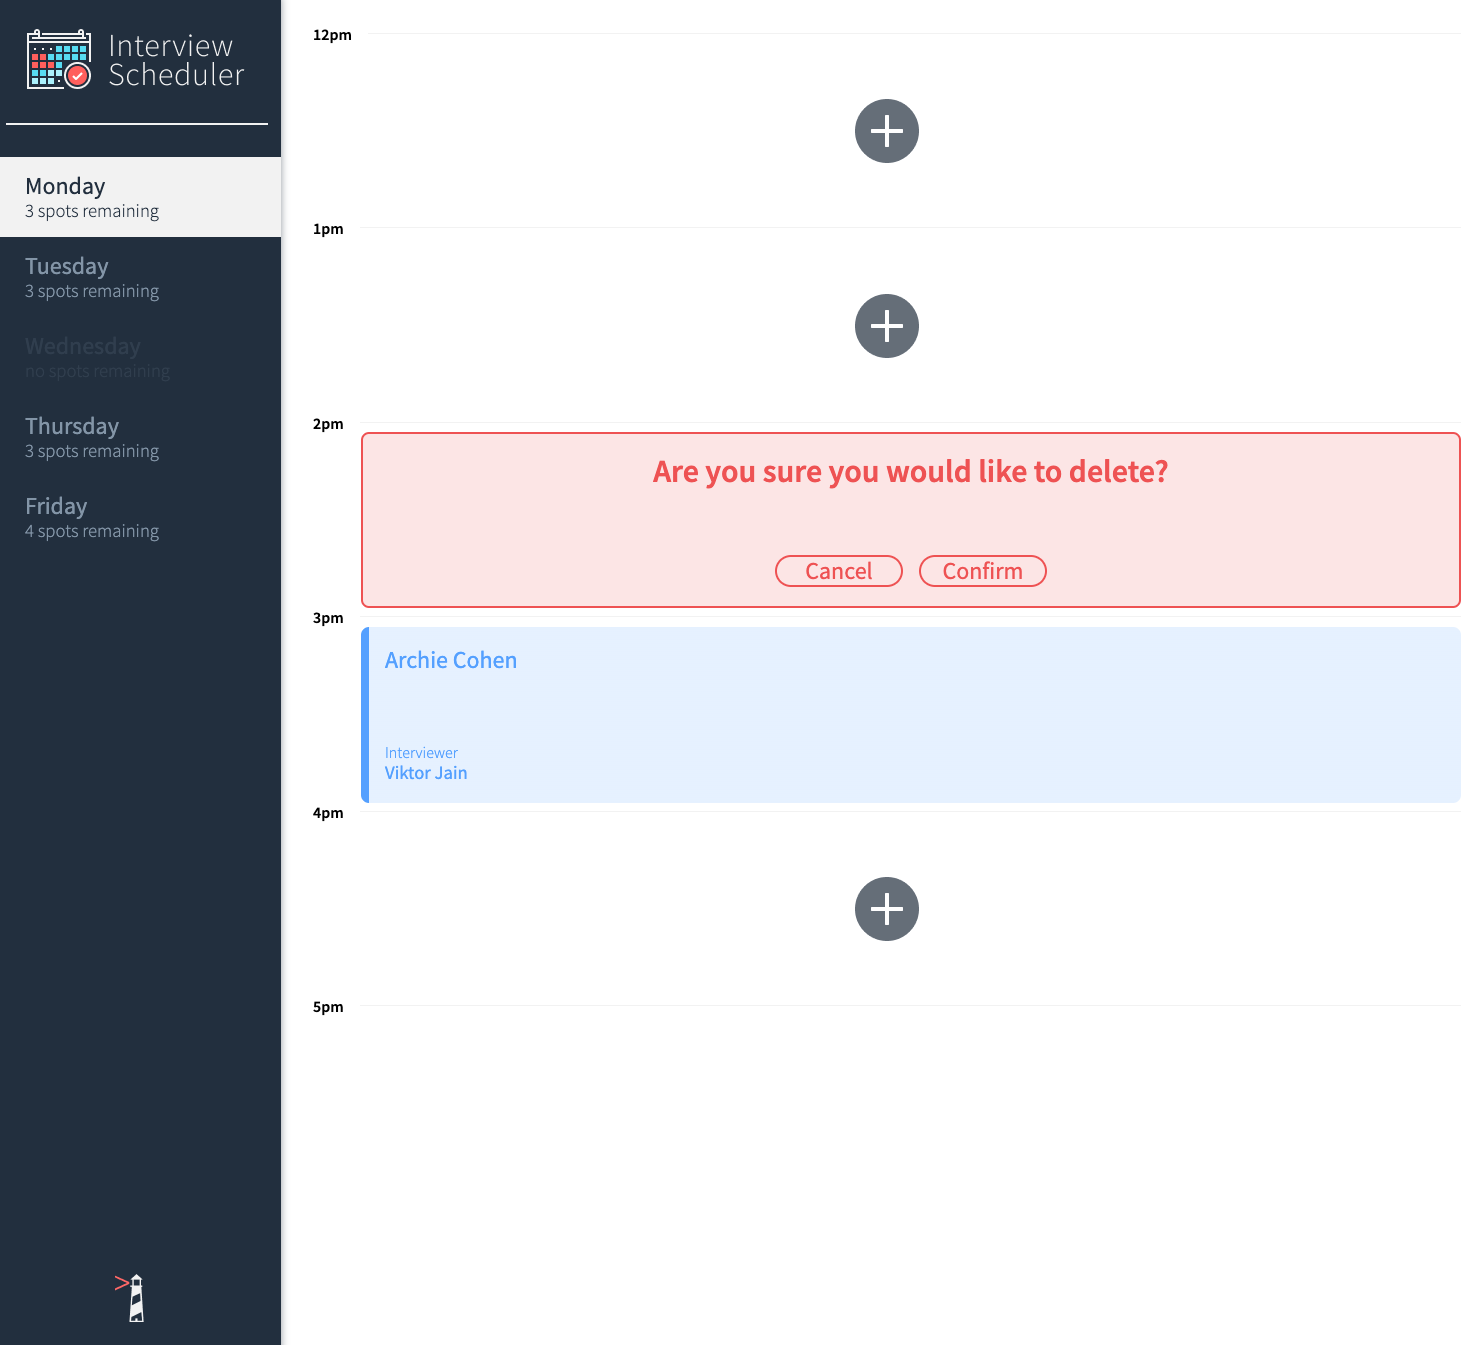 Interview
Scheduler
Monday
3 spots remaining
Tuesday
3 spots remaining
Wednesday
no spots remaining
Thursday
3 spots remaining
Friday
4 spots remaining
12pm
1pm
2pm
Are you sure you would like to delete?
Cancel Confirm
3pm
Archie Cohen
Interviewer
Viktor Jain
4pm
5pm